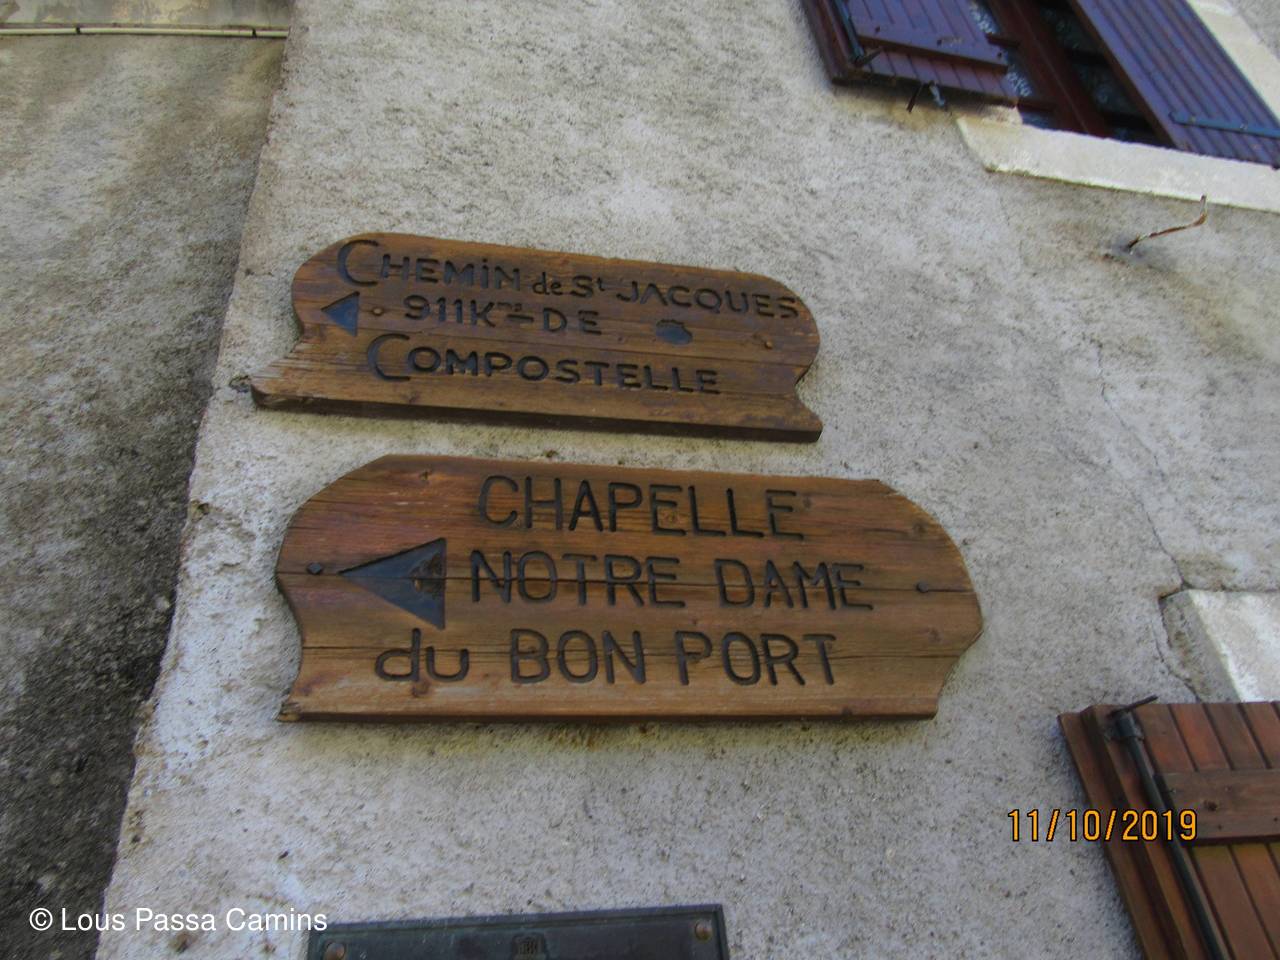 CHEMIN de St JACQUES
911Kms - DE
COMPOSTELLE
CHAPELLE
NOTRE DAME
du BON PORT
11/10/2019
© Lous Passa Camins